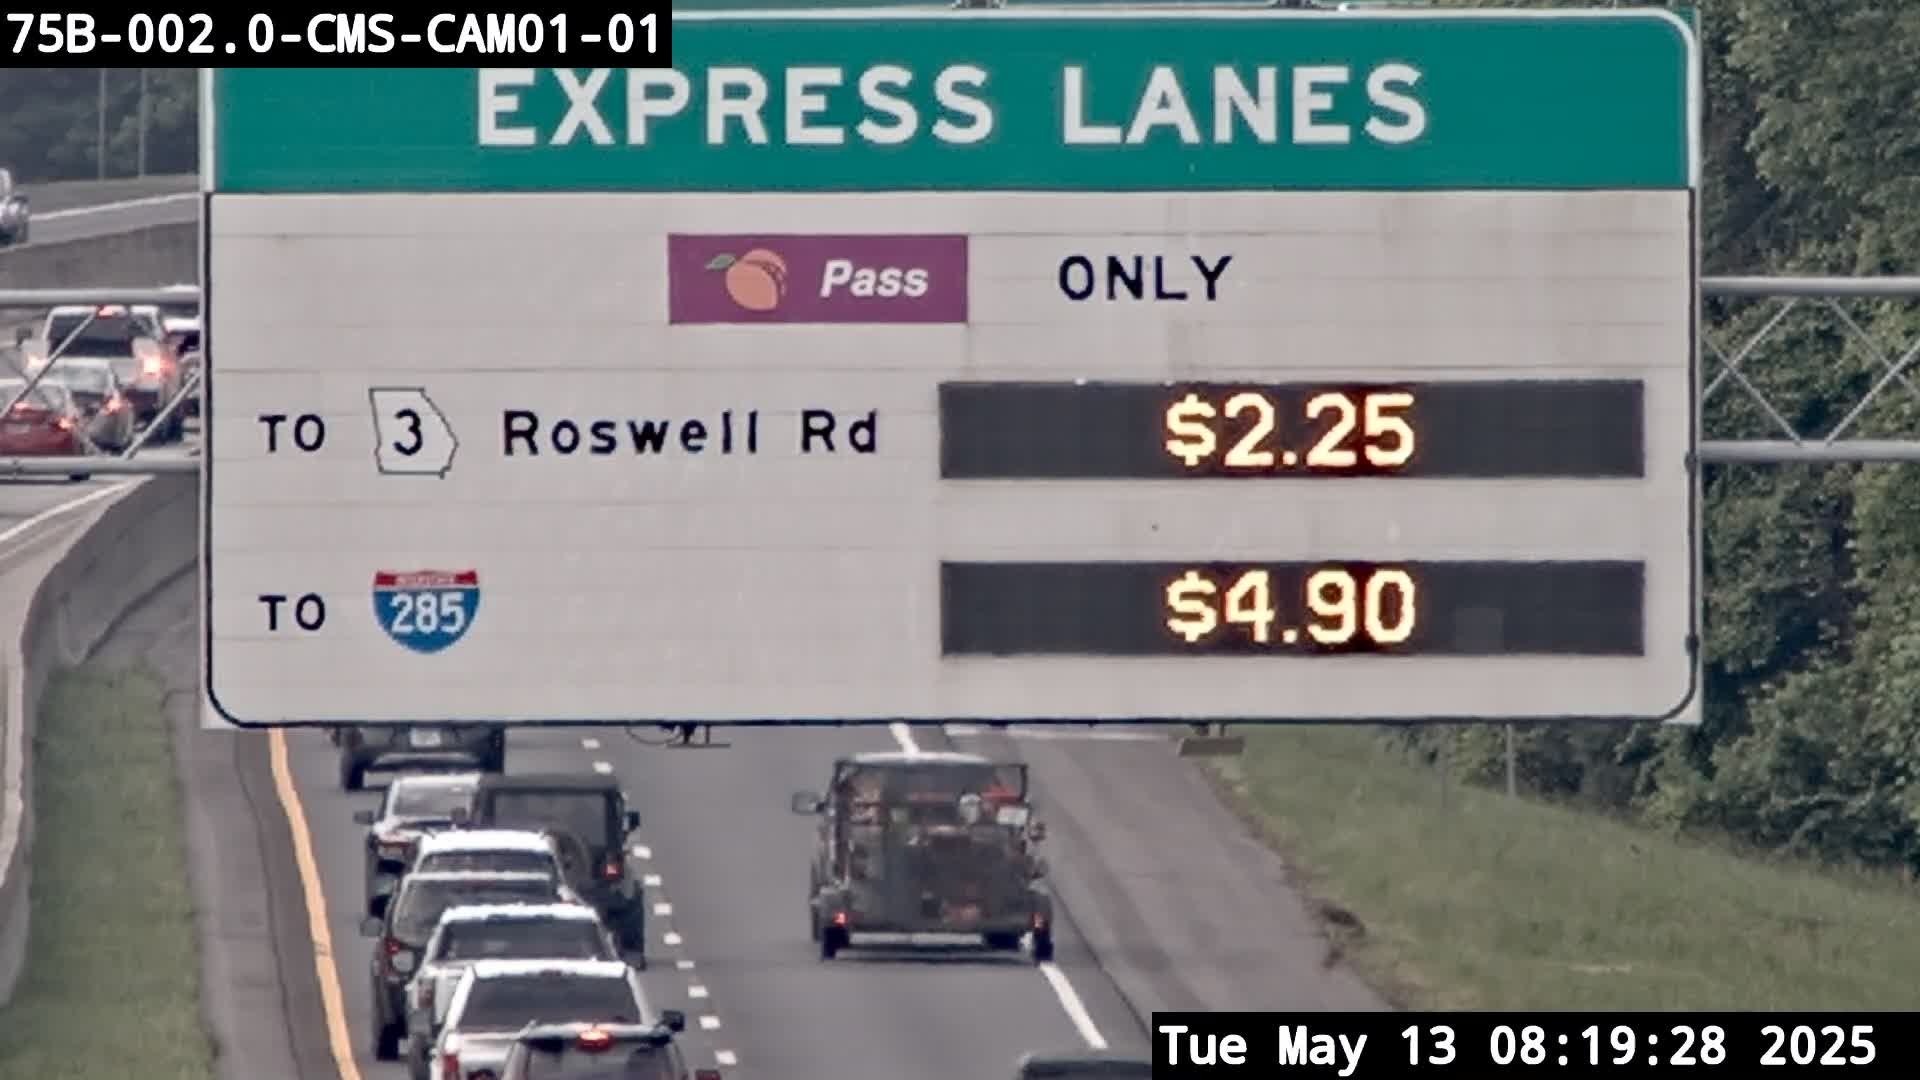 75B-002.0-CMS-CAM01-01
EXPRESS LANES
Pass ONLY
TO 3 Roswell Rd $2.25
INTERSTATE
TO 285 $4.90
Tue May 13 08:19:28 2025